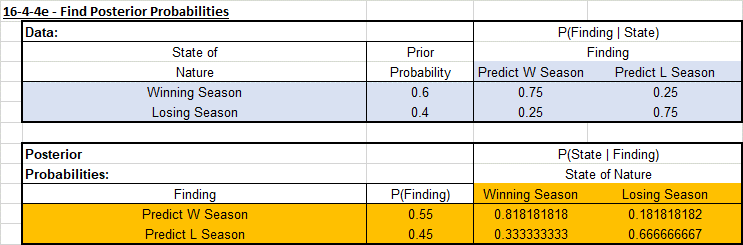 16-4-4e - Find Posterior Probabilities
Data: P(Finding | State)
State of Prior Finding
Nature Probability Predict W Season Predict L Season
Winning Season 0.6 0.75 0.25
Losing Season 0.4 0.25 0.75
Posterior P(State | Finding)
Probabilities: State of Nature
Finding P(Finding) Winning Season Losing Season
Predict W Season 0.55 0.818181818 0.181818182
Predict L Season 0.45 0.333333333 0.666666667